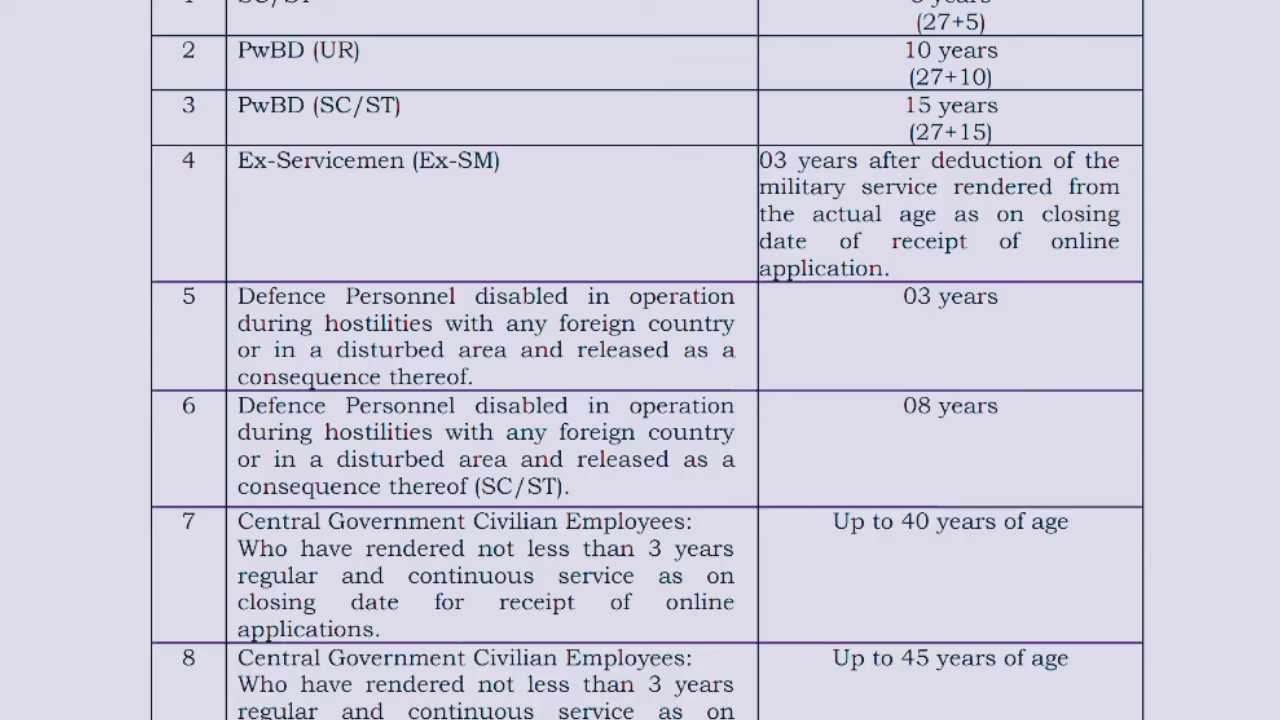 (27+5)
2 PwBD (UR) 10 years
(27+10)
3 PwBD (SC/ST) 15 years
(27+15)
4 Ex-Servicemen (Ex-SM) 03 years after deduction of the
military service rendered from
the actual age as on closing
date of receipt of online
application.
5 Defence Personnel disabled in operation 03 years
during hostilities with any foreign country
or in a disturbed area and released as a
consequence thereof.
6 Defence Personnel disabled in operation 08 years
during hostilities with any foreign country
or in a disturbed area and released as a
consequence thereof (SC/ST).
7 Central Government Civilian Employees: Up to 40 years of age
Who have rendered not less than 3 years
regular and continuous service as on
closing date for receipt of online
applications.
8 Central Government Civilian Employees: Up to 45 years of age
Who have rendered not less than 3 years
regular and continuous service as on